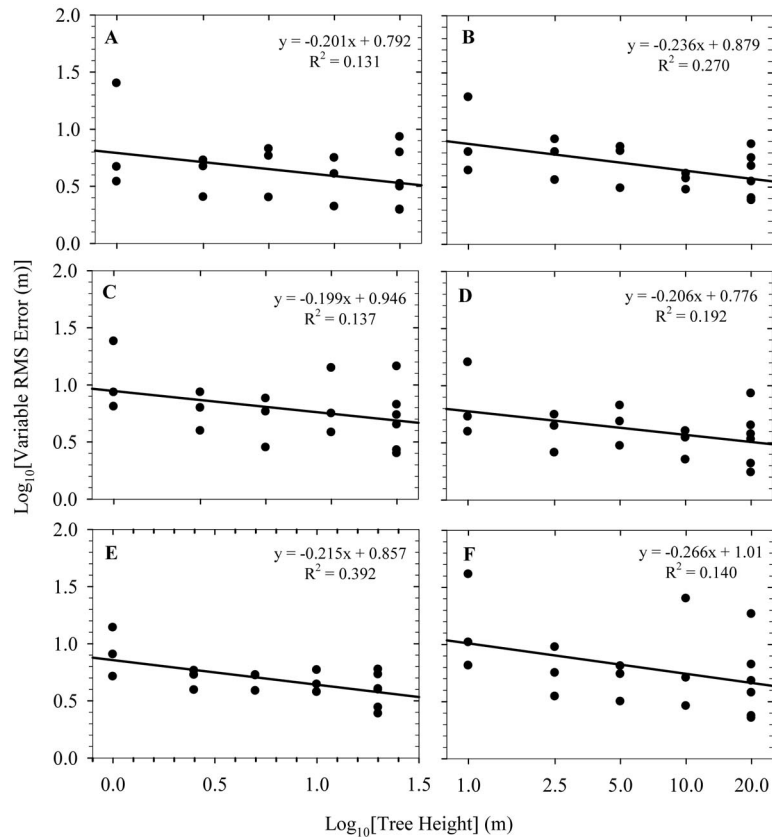 A
y = -0.201x + 0.792
R² = 0.131
B
y = -0.236x + 0.879
R² = 0.270
2.0
1.5
1.0
0.5
0.0
C
y = -0.199x + 0.946
R² = 0.137
D
y = -0.206x + 0.776
R² = 0.192
2.0
1.5
1.0
0.5
0.0
E
y = -0.215x + 0.857
R² = 0.392
F
y = -0.266x + 1.01
R² = 0.140
2.0
1.5
1.0
0.5
0.0
0.0 0.5 1.0 1.5
1.0 2.5 5.0 10.0 20.0
Log₁₀[Variable RMS Error (m)]
Log₁₀[Tree Height] (m)